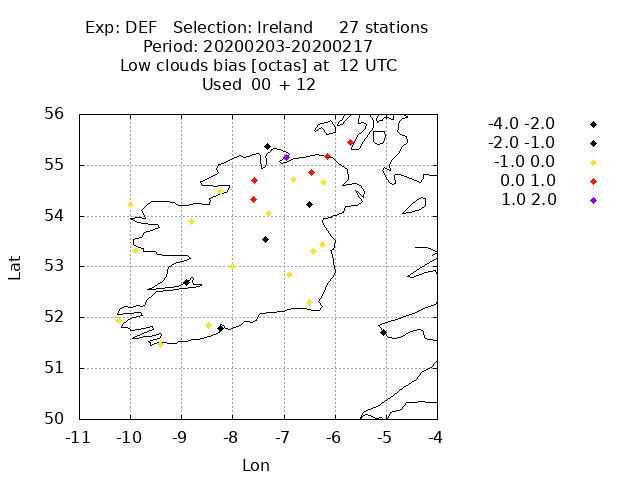 Exp: DEF   Selection: Ireland     27 stations
Period: 20200203-20200217
Low clouds bias [octas] at  12 UTC
Used  00 + 12
-4.0 -2.0
-2.0 -1.0
-1.0 0.0
0.0 1.0
1.0 2.0
56
55
54
53
52
51
50
Lat
-11 -10 -9 -8 -7 -6 -5 -4
Lon